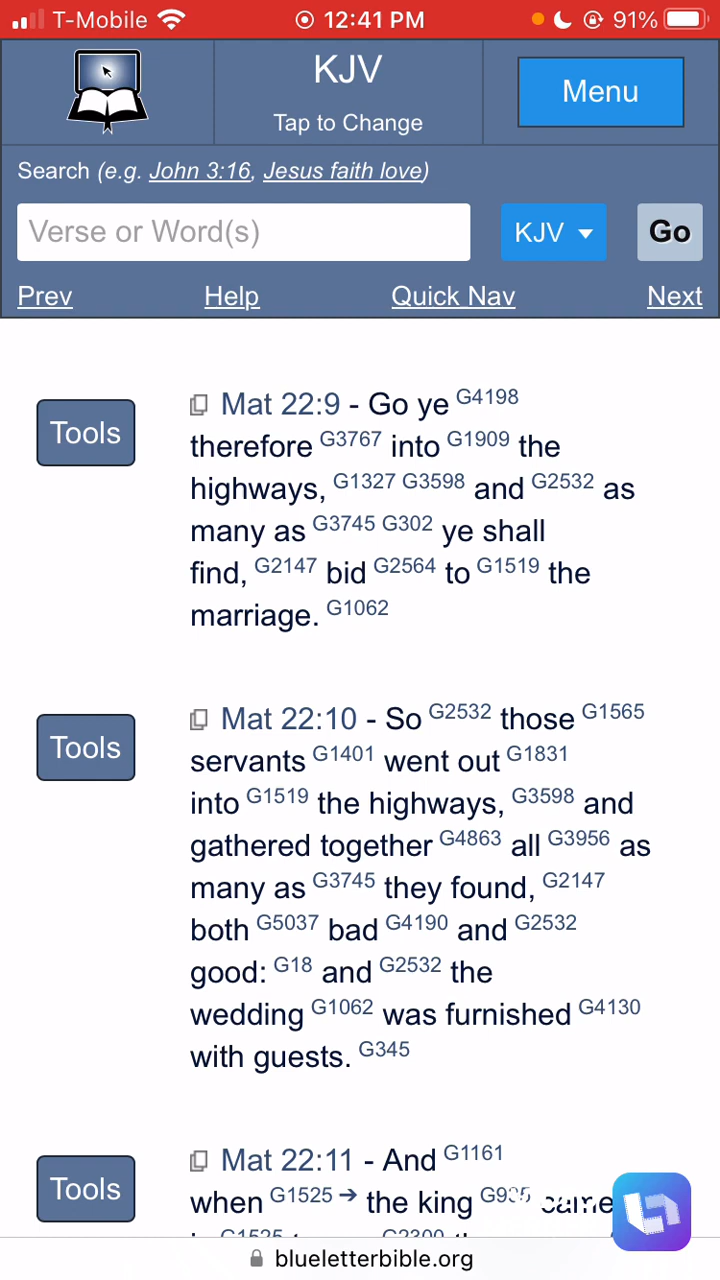 T-Mobile 12:41 PM 91%
KJV
Tap to Change
Menu
Search (e.g. John 3:16, Jesus faith love)
Verse or Word(s) KJV Go
Prev Help Quick Nav Next
Tools
Mat 22:9 - Go ye G4198
therefore G3767 into G1909 the
highways, G1327 G3598 and G2532 as
many as G3745 G302 ye shall
find, G2147 bid G2564 to G1519 the
marriage. G1062
Tools
Mat 22:10 - So G2532 those G1565
servants G1401 went out G1831
into G1519 the highways, G3598 and
gathered together G4863 all G3956 as
many as G3745 they found, G2147
both G5037 bad G4190 and G2532
good: G18 and G2532 the
wedding G1062 was furnished G4130
with guests. G345
Tools
Mat 22:11 - And G1161
when G1525 ➔ the king came
blueletterbible.org